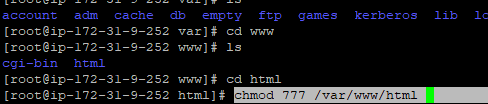 [root@ip-172-31-9-252 /]# ls
account adm cache db empty ftp games kerberos lib
[root@ip-172-31-9-252 var]# cd www
[root@ip-172-31-9-252 www]# ls
cgi-bin html
[root@ip-172-31-9-252 www]# cd html
[root@ip-172-31-9-252 html]# chmod 777 /var/www/html